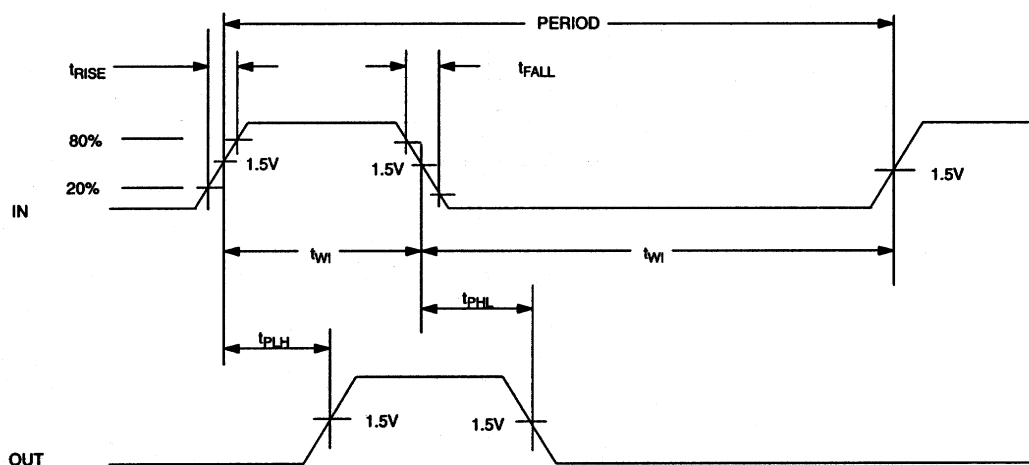 PERIOD
tRISE
tFALL
80%
1.5V
1.5V
1.5V
20%
IN
tWI
tWI
tPHL
tPLH
1.5V
1.5V
OUT